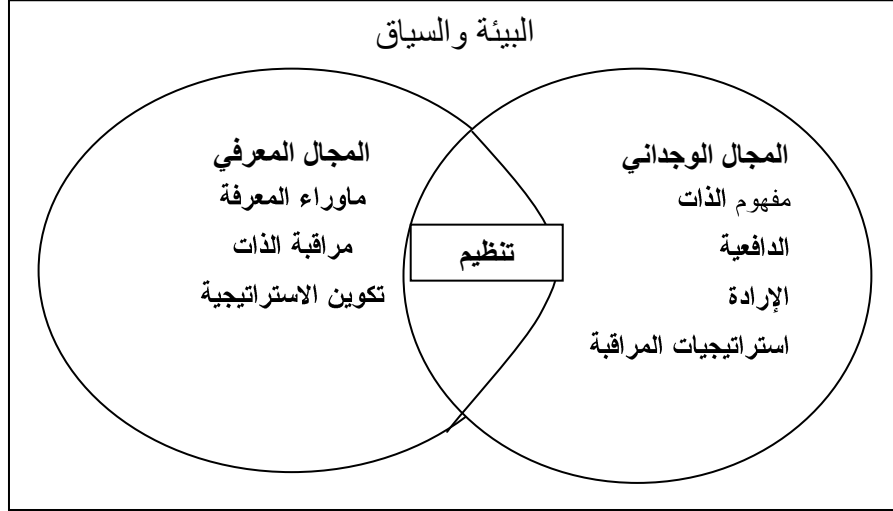 البيئة والسياق
المجال الوجداني
مفهوم الذات
الدافعية
الإرادة
استراتيجيات المراقبة
تنظيم
المجال المعرفي
ماوراء المعرفة
مراقبة الذات
تكوين الاستراتيجية